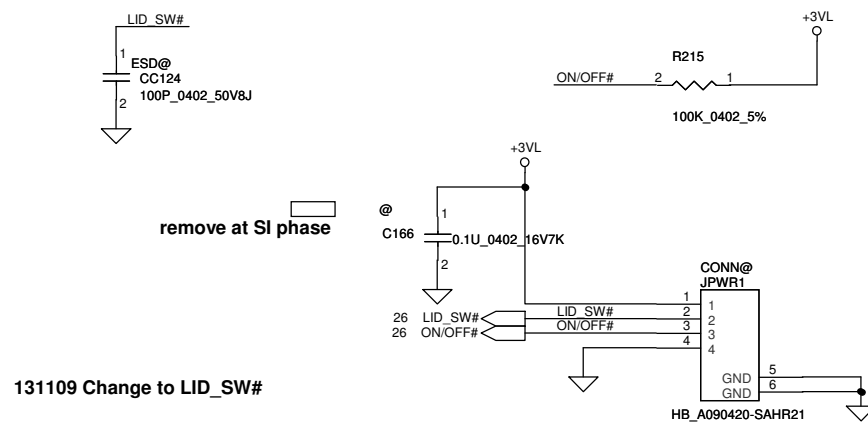 LID_SW#
1
ESD@
CC124
100P_0402_50V8J
2
+3VL
R215
ON/OFF#
2
1
100K_0402_5%
+3VL
@
1
C166
0.1U_0402_16V7K
2
remove at SI phase
CONN@
JPWR1
1 1
26 LID_SW# LID_SW# 2 2
26 ON/OFF# ON/OFF# 3 3
4 4
GND 5
GND 6
HB_A090420-SAHR21
131109 Change to LID_SW#